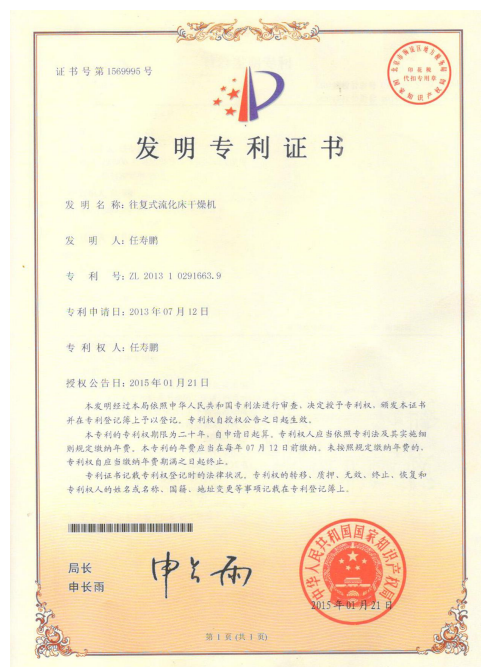 证书号第1569995号
发明专利证书
发明名称:往复式流化床干燥机
发明人:任寿鹏
专利号:ZL 2013 1 0291663.9
专利申请日:2013年07月12日
专利权人:任寿鹏
授权公告日:2015年01月21日
本发明经过本局依照中华人民共和国专利法进行审查,决定授予专利权,颁发本证书
并在专利登记簿上予以登记。专利权自授权公告之日起生效。
本专利的专利权期限为二十年,自申请日起算。专利权人应当依照专利法及其实施细
则规定缴纳年费。本专利的年费应当在每年07月12日前缴纳。未按照规定缴纳年费的,
专利权自应当缴纳年费期满之日起终止。
专利证书记载专利权登记时的法律状况。专利权的转移、质押、无效、终止、恢复和
专利权人的姓名或名称、国籍、地址变更等事项记载在专利登记簿上。
局长
申长雨
申长雨
中华人民共和国国家知识产权局
2015年01月21日
第1页(共1页)